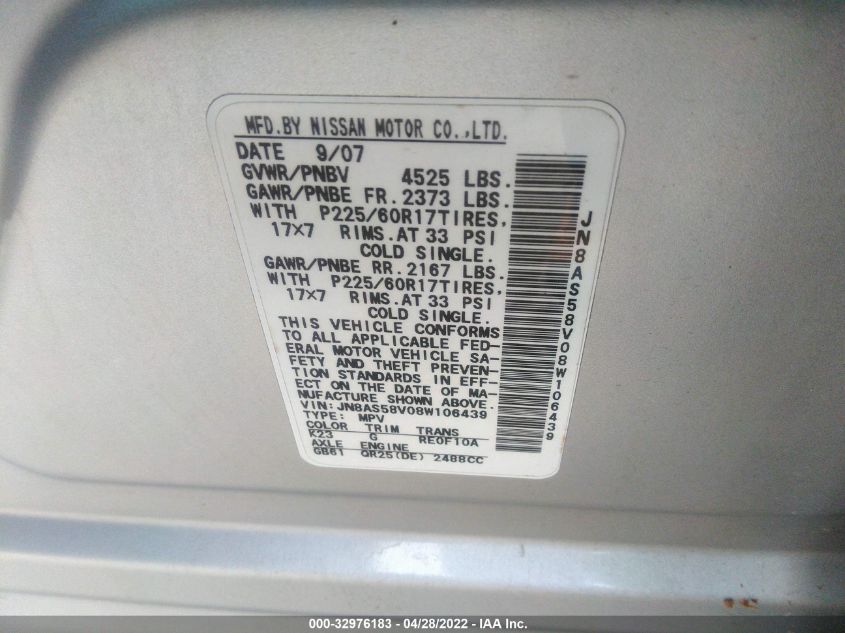 MFD.BY NISSAN MOTOR CO.,LTD.
DATE 9/07
GVWR/PNBV 4525 LBS.
GAWR/PNBE FR.2373 LBS.
WITH P225/60R17TIRES,
17×7 RIMS.AT 33 PSI
COLD SINGLE.
GAWR/PNBE RR.2167 LBS.
WITH P225/60R17TIRES,
17×7 RIMS.AT 33 PSI
COLD SINGLE.
THIS VEHICLE CONFORMS
TO ALL APPLICABLE FED-
ERAL MOTOR VEHICLE SA-
FETY AND THEFT PREVEN-
TION STANDARDS IN EFF-
ECT ON THE DATE OF MA-
NUFACTURE SHOWN ABOVE.
VIN:JN8AS58V08W106439
TYPE: MPV
COLOR TRIM TRANS
K23 G RE0F10A
AXLE ENGINE
GB61 QR25(DE) 2488CC
JN8AS58V08W106439
000-32976183 - 04/28/2022 - IAA Inc.